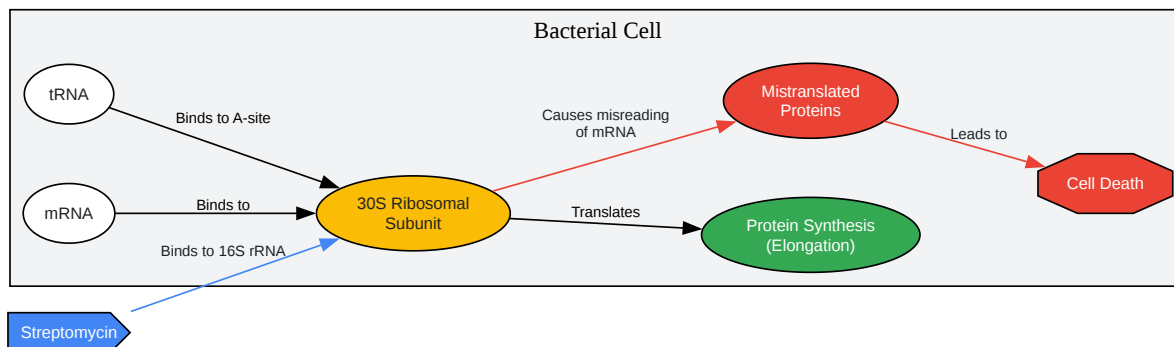 Bacterial Cell
tRNA
Binds to A-site
mRNA
Binds to
Binds to 16S rRNA
Streptomycin
30S Ribosomal
Subunit
Causes misreading
of mRNA
Translates
Mistranslated
Proteins
Protein Synthesis
(Elongation)
Leads to
Cell Death